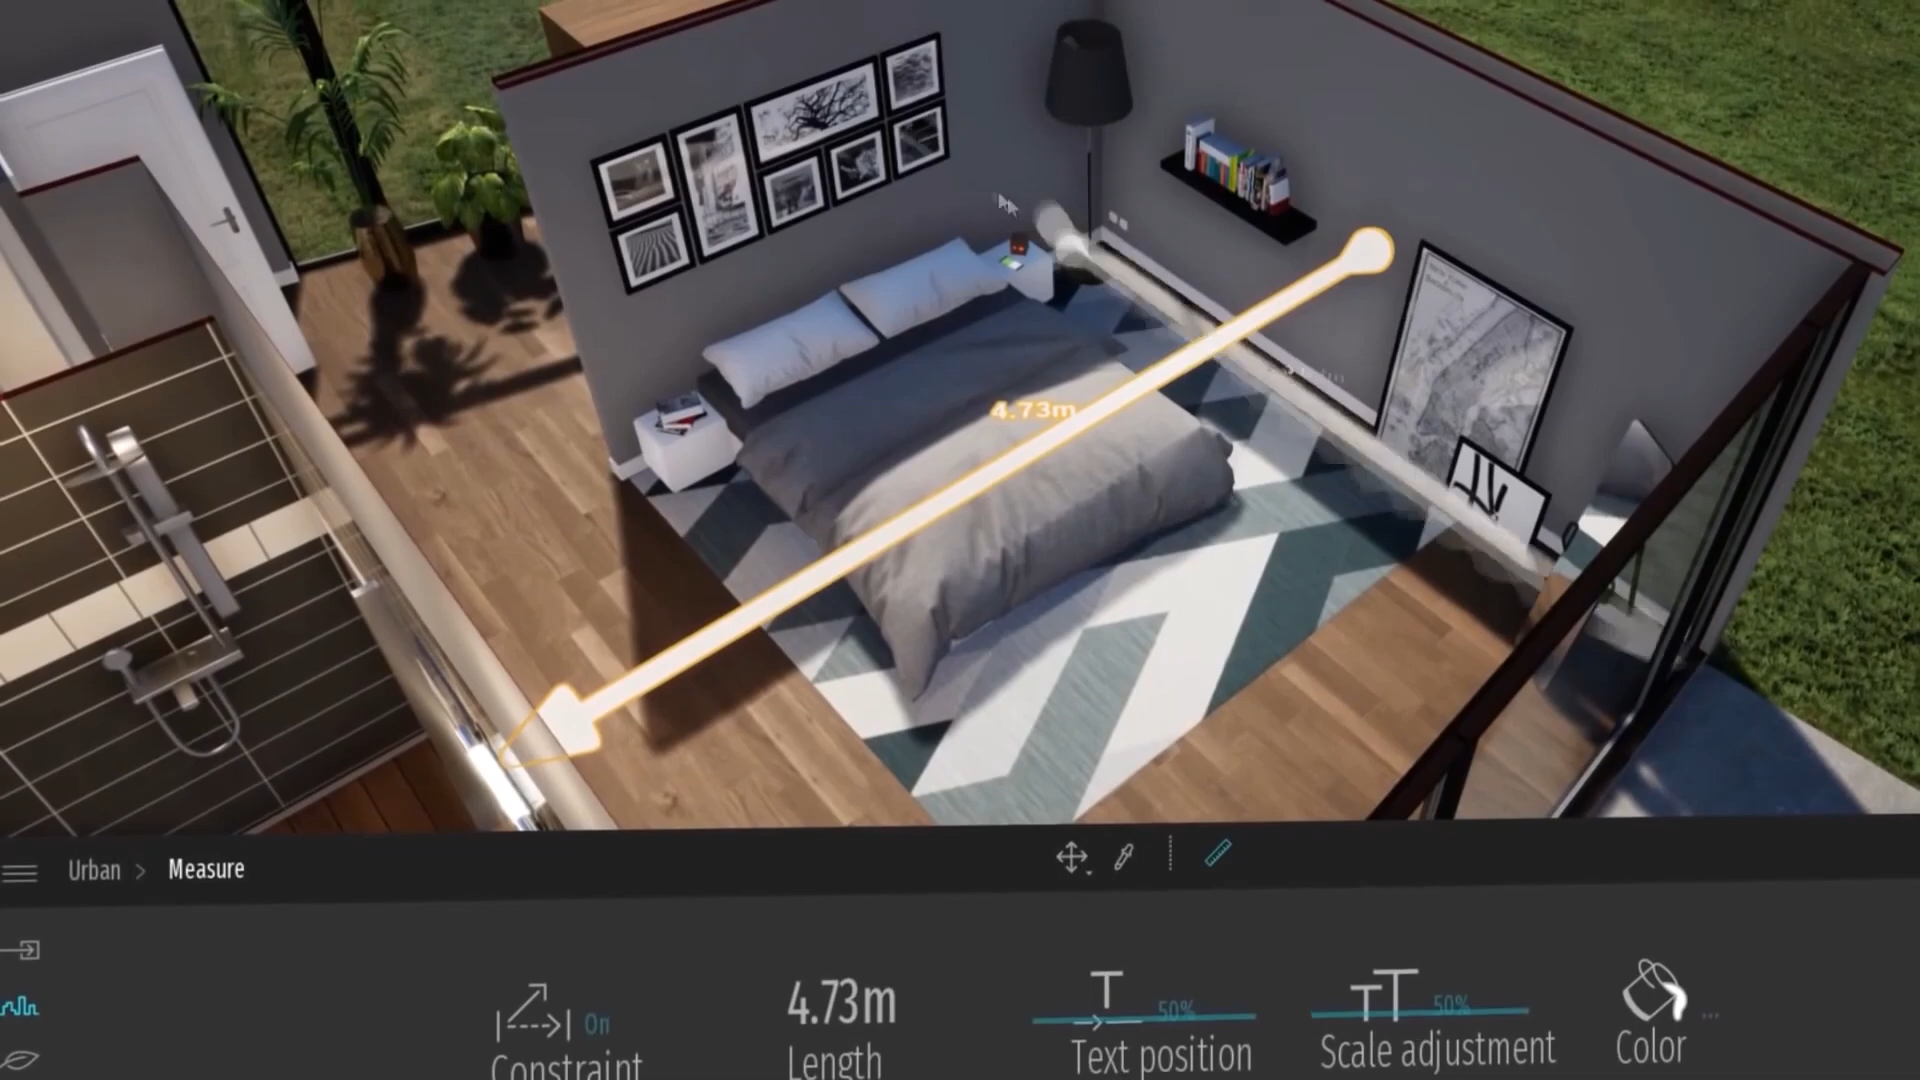 4.73m
Urban > Measure
On
Constraint
4.73m
Length
50%
Text position
50%
Scale adjustment
Color
...